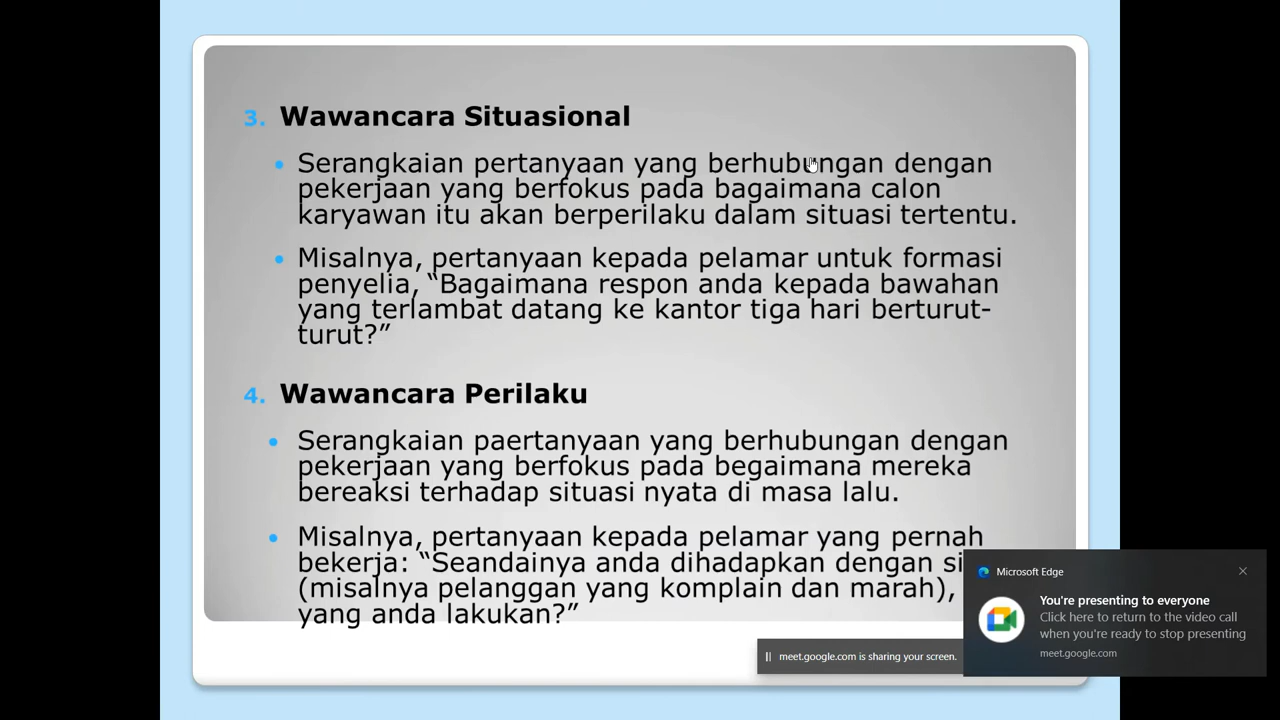 3. Wawancara Situasional
• Serangkaian pertanyaan yang berhubungan dengan
pekerjaan yang berfokus pada bagaimana calon
karyawan itu akan berperilaku dalam situasi tertentu.
• Misalnya, pertanyaan kepada pelamar untuk formasi
penyelia, “Bagaimana respon anda kepada bawahan
yang terlambat datang ke kantor tiga hari berturut-
turut?”
4. Wawancara Perilaku
• Serangkaian paertanyaan yang berhubungan dengan
pekerjaan yang berfokus pada begaimana mereka
bereaksi terhadap situasi nyata di masa lalu.
• Misalnya, pertanyaan kepada pelamar yang pernah
bekerja: “Seandainya anda dihadapkan dengan
(misalnya pelanggan yang komplain dan marah),
yang anda lakukan?”
Microsoft Edge
You're presenting to everyone
Click here to return to the video call
when you're ready to stop presenting
meet.google.com
meet.google.com is sharing your screen.